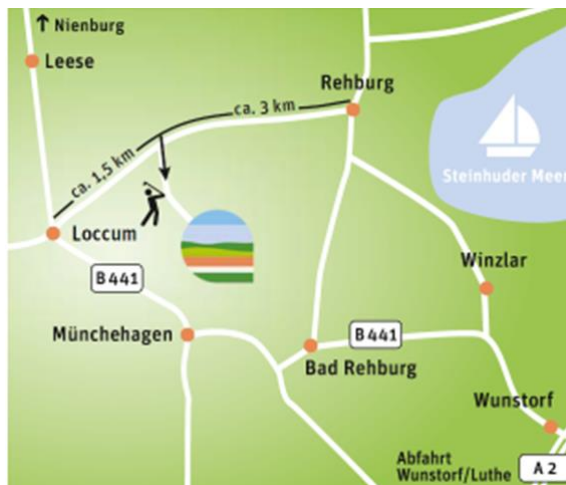 Nienburg
Leese
Rehburg
ca. 3 km
ca. 1,5 km
Steinhuder Meer
Loccum
B 441
Winzlar
Münchehagen
B 441
Bad Rehburg
Wunstorf
Abfahrt
Wunstorf/Luthe
A 2